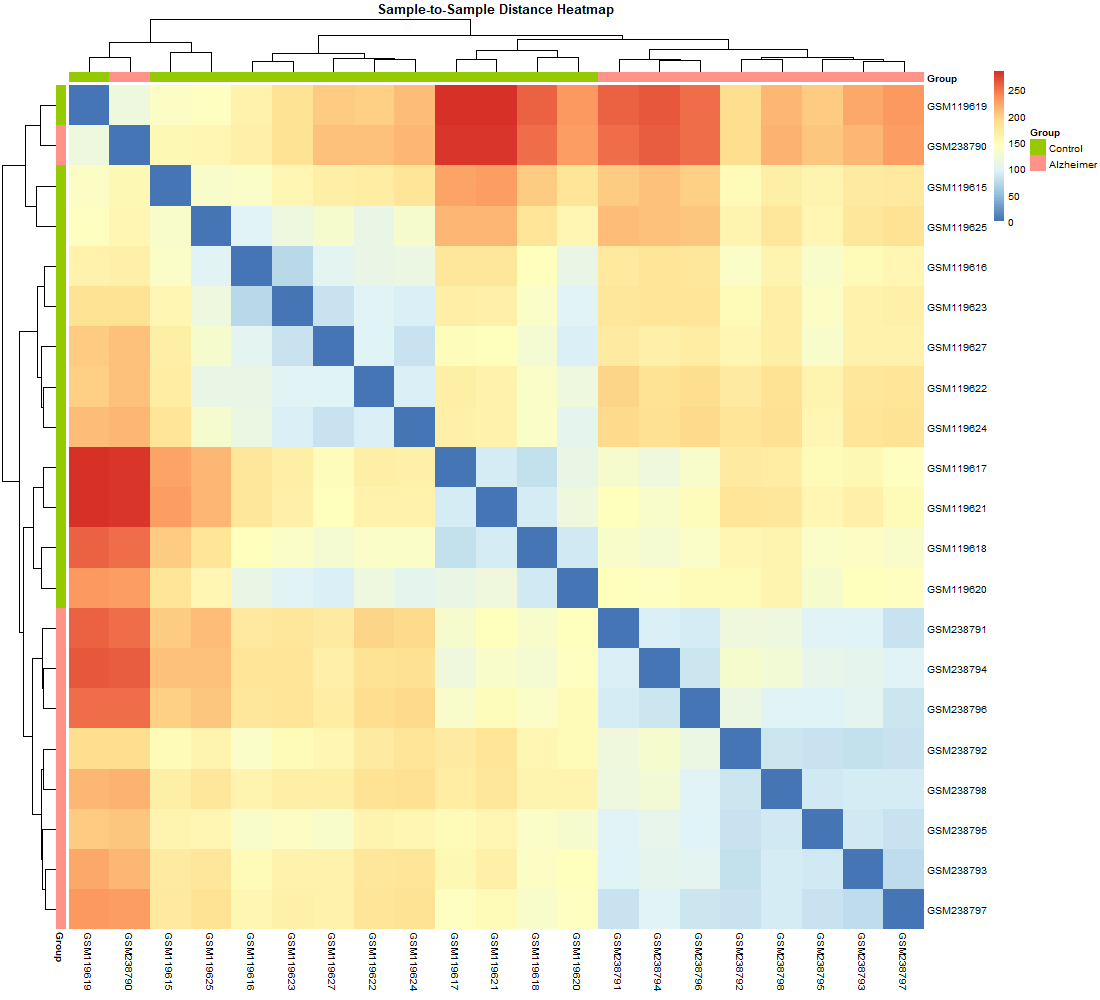 Sample-to-Sample Distance Heatmap
Group
GSM119619
GSM238790
GSM119615
GSM119625
GSM119616
GSM119623
GSM119627
GSM119622
GSM119624
GSM119617
GSM119621
GSM119618
GSM119620
GSM238791
GSM238794
GSM238796
GSM238792
GSM238798
GSM238795
GSM238793
GSM238797
250
200
150
100
50
0
Group
Control
Alzheimer
Group
GSM119619
GSM238790
GSM119615
GSM119625
GSM119616
GSM119623
GSM119627
GSM119622
GSM119624
GSM119617
GSM119621
GSM119618
GSM119620
GSM238791
GSM238794
GSM238796
GSM238792
GSM238798
GSM238795
GSM238793
GSM238797